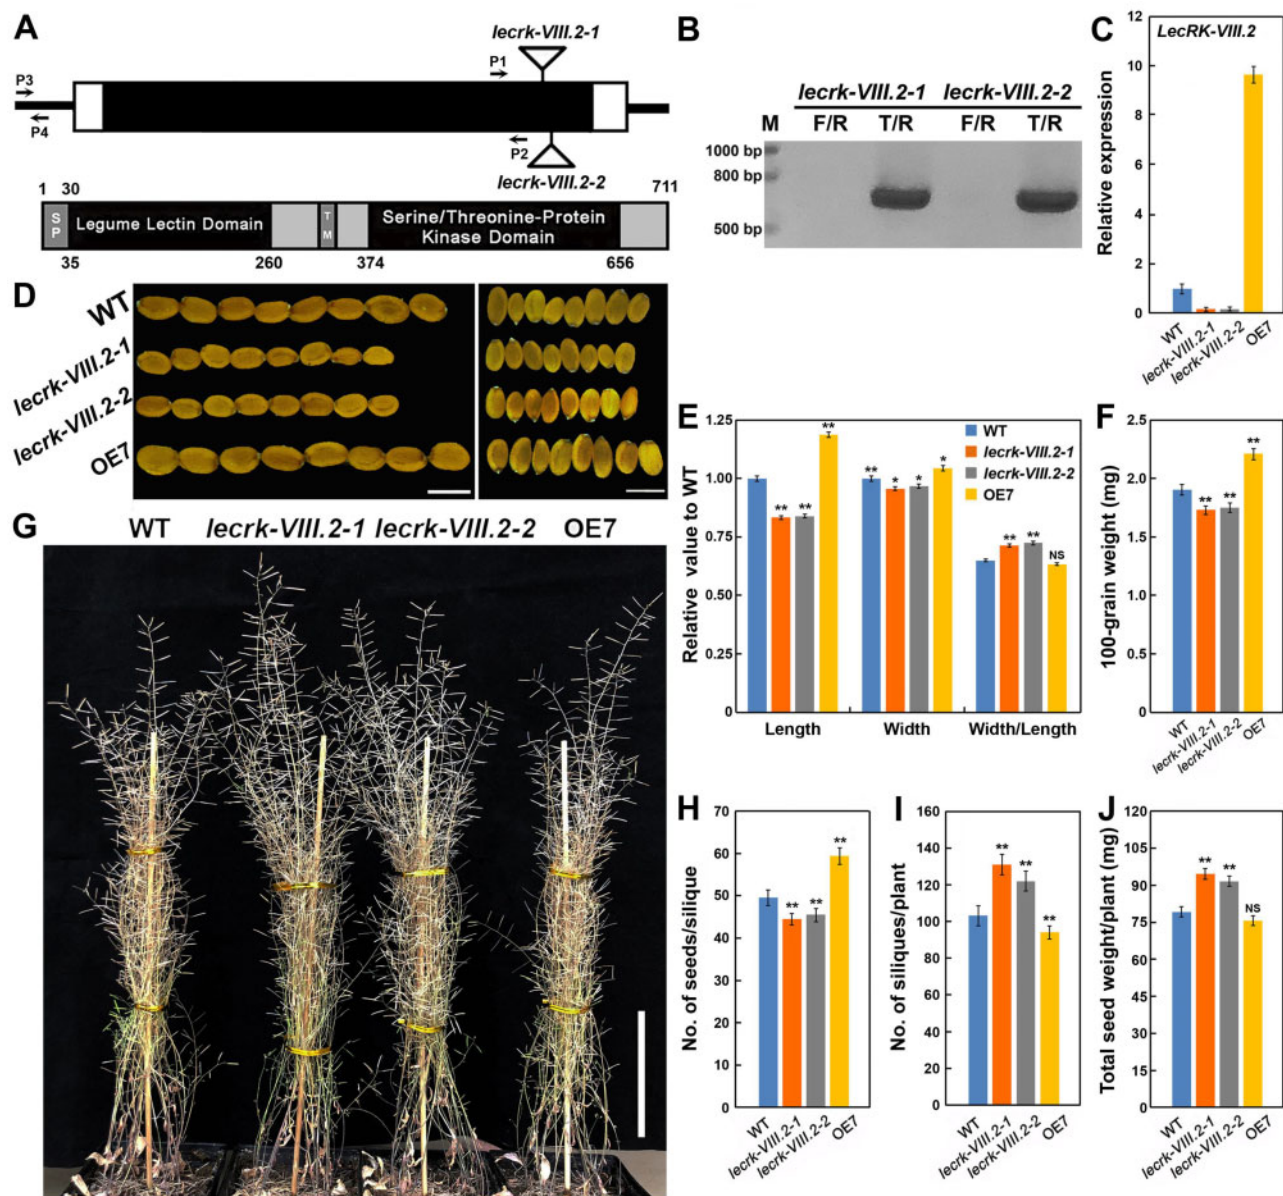 A
lecrk-VIII.2-1
P1
P3
P4
P2
lecrk-VIII.2-2
1 30 711
SP
Legume Lectin Domain
TM
Serine/Threonine-Protein
Kinase Domain
35 260 374 656
B
lecrk-VIII.2-1 lecrk-VIII.2-2
M F/R T/R F/R T/R
1000 bp
800 bp
500 bp
C
LecRK-VIII.2
Relative expression
12
10
8
6
4
2
0
WT
lecrk-VIII.2-1
lecrk-VIII.2-2
OE7
D
WT
lecrk-VIII.2-1
lecrk-VIII.2-2
OE7
E
Relative value to WT
1.25
1.00
0.75
0.50
0.25
0
WT
lecrk-VIII.2-1
lecrk-VIII.2-2
OE7
** ** **
** * * *
** ** NS
Length Width Width/Length
F
100-grain weight (mg)
2.5
2.0
1.5
1.0
0.5
0
** ** **
WT
lecrk-VIII.2-1
lecrk-VIII.2-2
OE7
G
WT lecrk-VIII.2-1 lecrk-VIII.2-2 OE7
H
No. of seeds/silique
70
60
50
40
30
20
10
0
** ** **
WT
lecrk-VIII.2-1
lecrk-VIII.2-2
OE7
I
No. of siliques/plant
160
140
120
100
80
60
40
20
0
** ** **
WT
lecrk-VIII.2-1
lecrk-VIII.2-2
OE7
J
Total seed weight/plant (mg)
120
105
90
75
60
45
30
15
0
** ** NS
WT
lecrk-VIII.2-1
lecrk-VIII.2-2
OE7